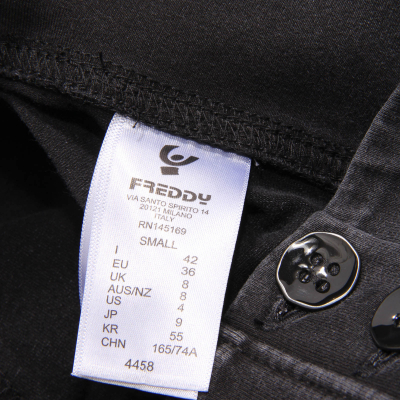 FREDDY
VIA SANTO SPIRITO 14
20121 MILANO
ITALY
RN145169
SMALL
I 42
EU 36
UK 8
AUS/NZ 8
US 4
JP 9
KR 55
CHN 165/74A
4458